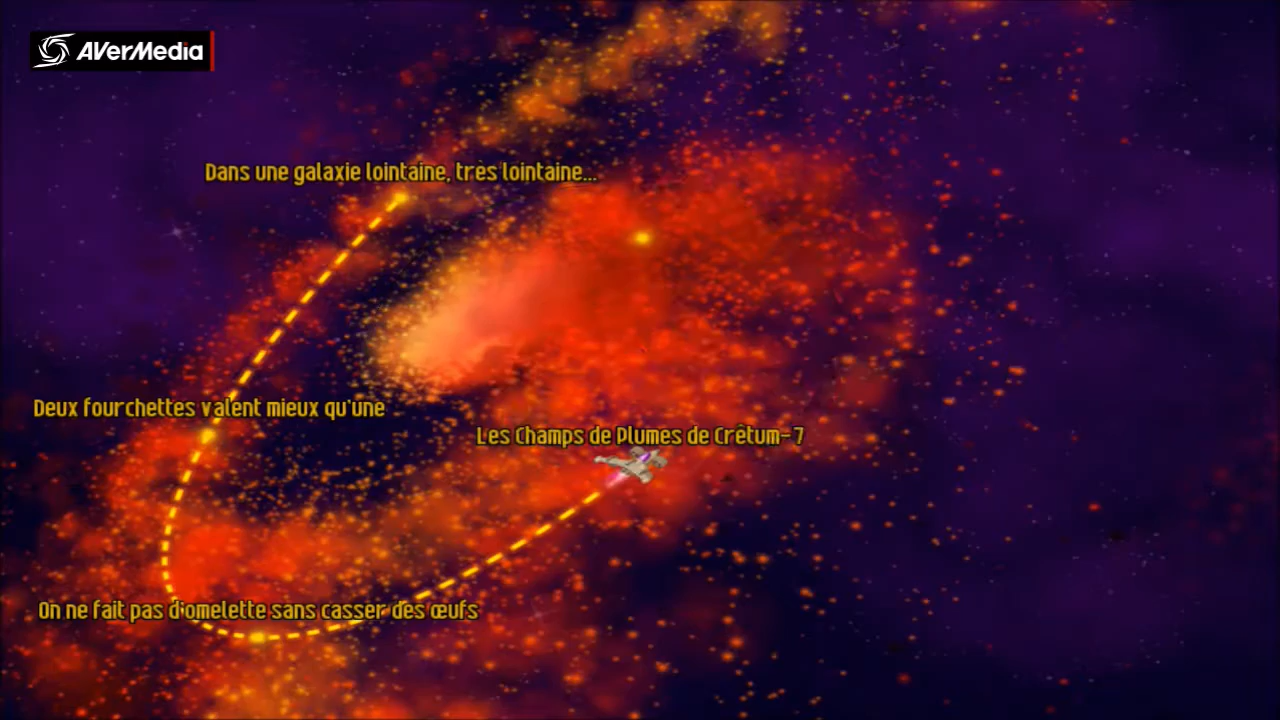 AVerMedia
Dans une galaxie lointaine, très lointaine...
Deux fourchettes valent mieux qu'une
Les Champs de Plumes de Crêtum-7
On ne fait pas d'omelette sans casser des œufs